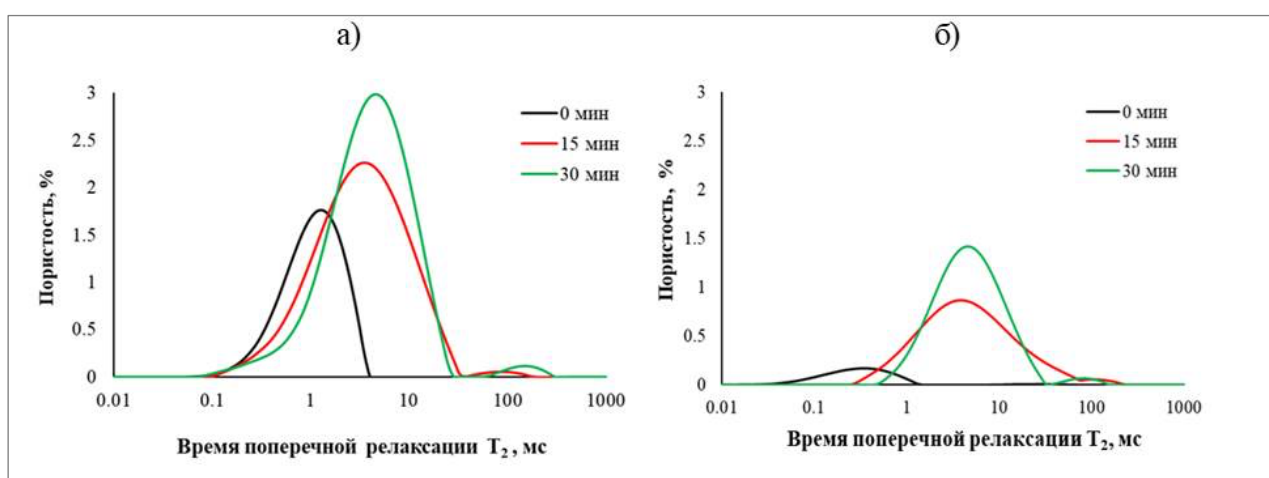 а)
3
2.5
2
1.5
1
0.5
0
0.01
0.1
1
10
100
1000
Пористость, %
Время поперечной релаксации T₂ , мс
0 мин
15 мин
30 мин
б)
3
2.5
2
1.5
1
0.5
0
0.01
0.1
1
10
100
1000
Пористость, %
Время поперечной релаксации T₂, мс
0 мин
15 мин
30 мин